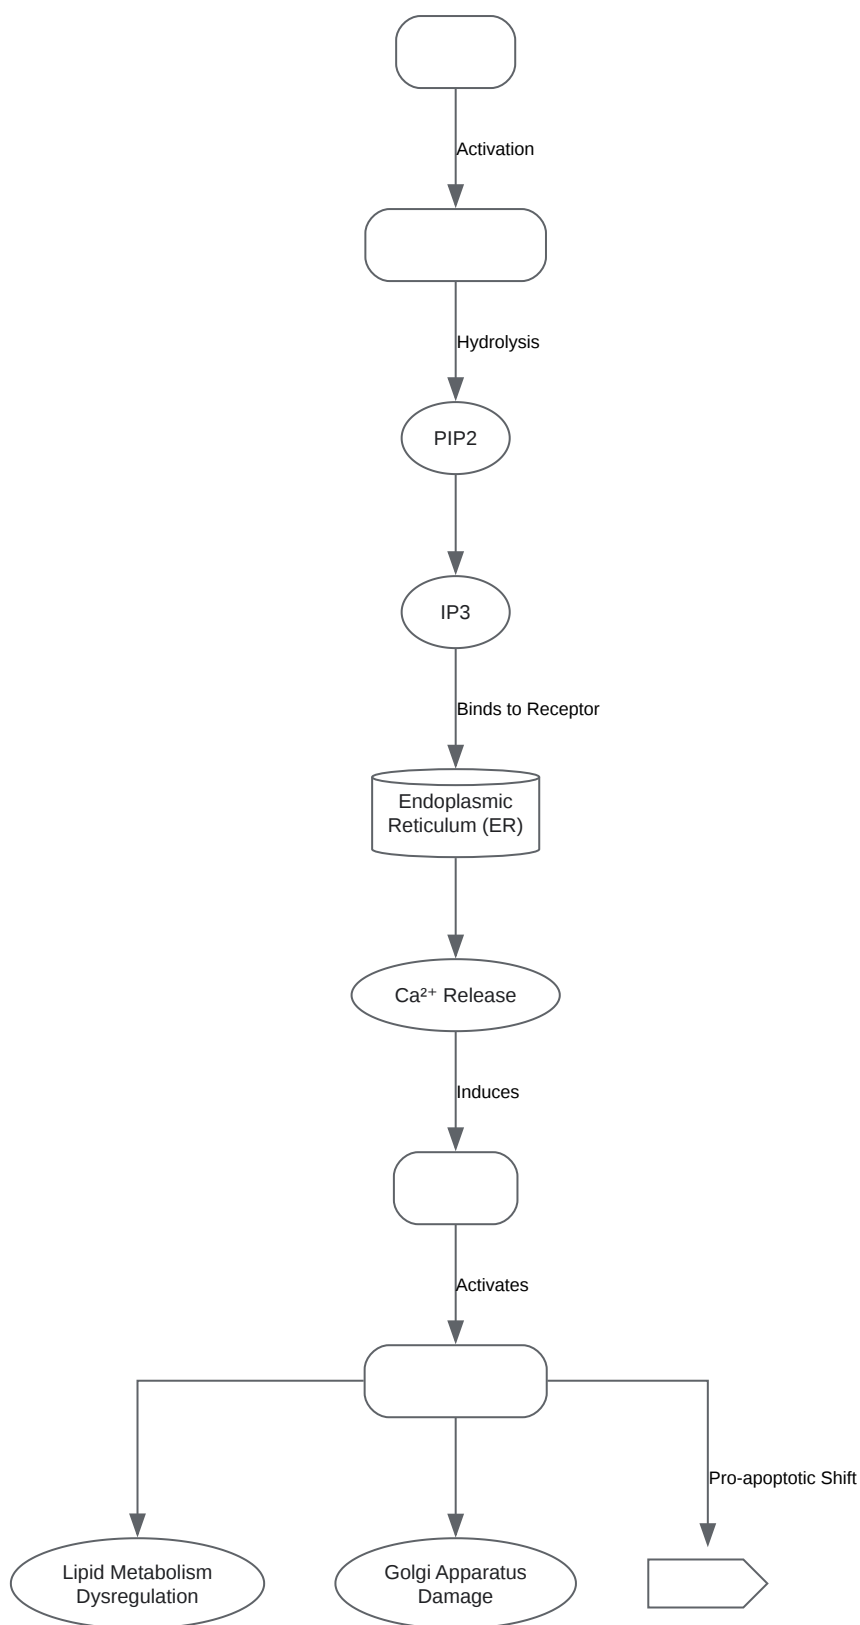 Activation
Hydrolysis
PIP2
IP3
Binds to Receptor
Endoplasmic
Reticulum (ER)
Ca²⁺ Release
Induces
Activates
Pro-apoptotic Shift
Lipid Metabolism
Dysregulation
Golgi Apparatus
Damage